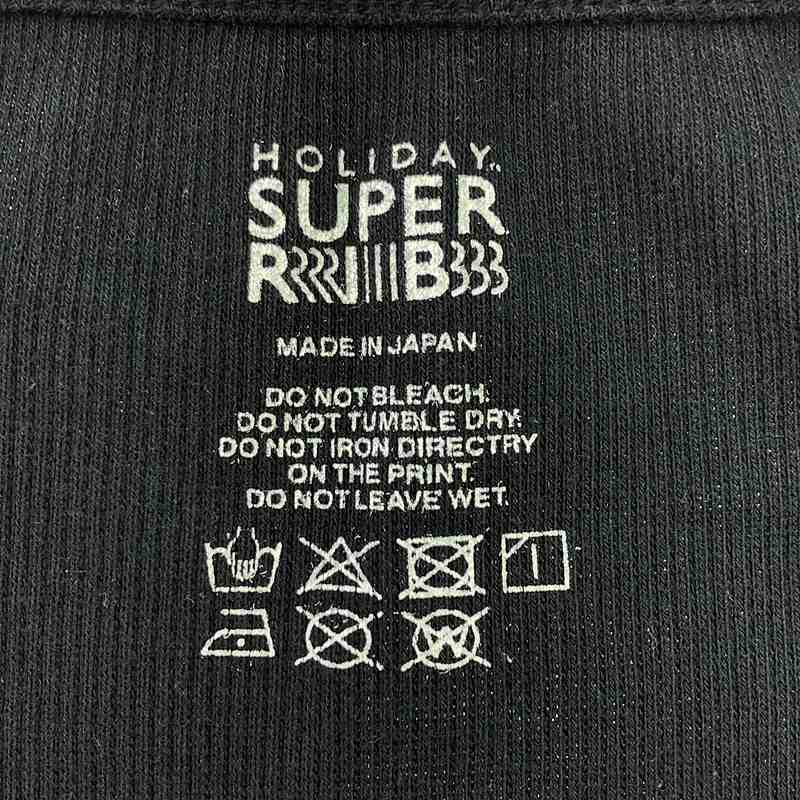 HOLIDAY
SUPER
RIB
MADE IN JAPAN
DO NOT BLEACH.
DO NOT TUMBLE DRY.
DO NOT IRON DIRECTRY
ON THE PRINT.
DO NOT LEAVE WET.
W